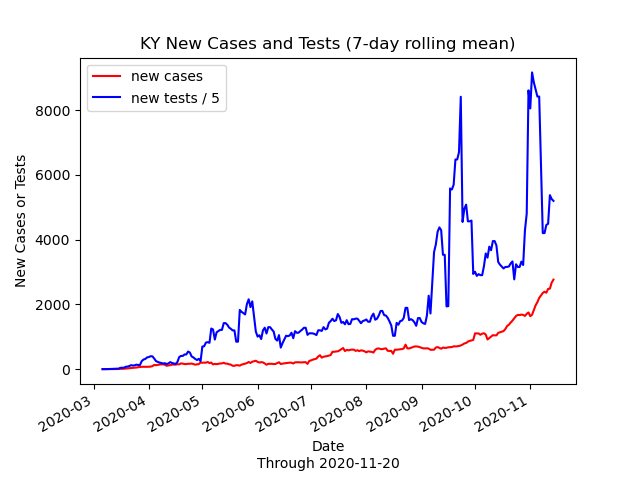 KY New Cases and Tests (7-day rolling mean)
new cases
new tests / 5
New Cases or Tests
8000
6000
4000
2000
0
2020-03
2020-04
2020-05
2020-06
2020-07
2020-08
2020-09
2020-10
2020-11
Date
Through 2020-11-20